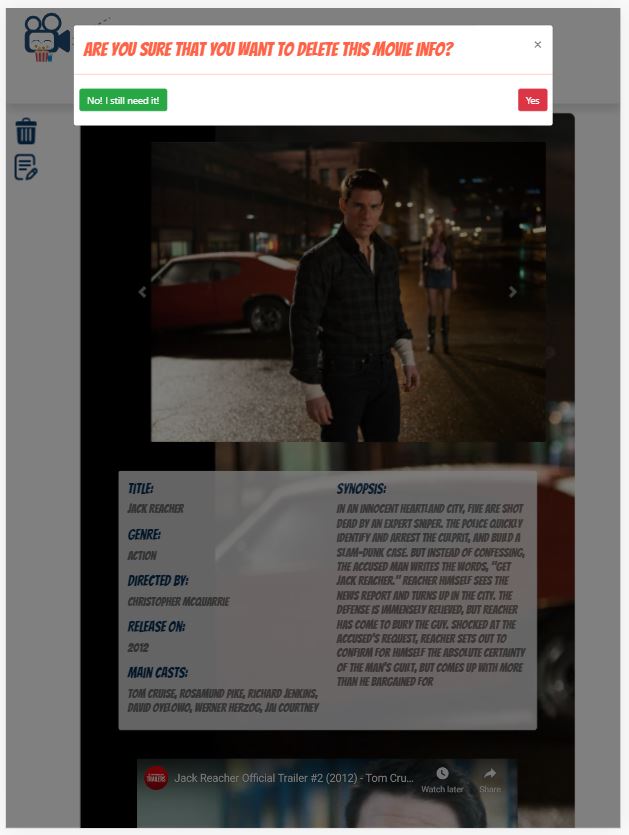 ARE YOU SURE THAT YOU WANT TO DELETE THIS MOVIE INFO?
×
No! I still need it!
Yes
TITLE:
JACK REACHER
GENRE:
ACTION
DIRECTED BY:
CHRISTOPHER MCQUARRIE
RELEASE ON:
2012
MAIN CASTS:
TOM CRUISE, ROSAMUND PIKE, RICHARD JENKINS,
DAVID OYELOWO, WERNER HERZOG, JAI COURTNEY
SYNOPSIS:
IN AN INNOCENT HEARTLAND CITY, FIVE ARE SHOT
DEAD BY AN EXPERT SNIPER. THE POLICE QUICKLY
IDENTIFY AND ARREST THE CULPRIT, AND BUILD A
SLAM-DUNK CASE. BUT INSTEAD OF CONFESSING,
THE ACCUSED MAN WRITES THE WORDS, "GET
JACK REACHER." REACHER HIMSELF SEES THE
NEWS REPORT AND TURNS UP IN THE CITY. THE
DEFENSE IS IMMENSELY RELIEVED, BUT REACHER
HAS COME TO BURY THE GUY. SHOCKED AT THE
ACCUSED'S REQUEST, REACHER SETS OUT TO
CONFIRM FOR HIMSELF THE ABSOLUTE CERTAINTY
OF THE MAN'S GUILT, BUT COMES UP WITH MORE
THAN HE BARGAINED FOR
Jack Reacher Official Trailer #2 (2012) - Tom Cru...
Watch later
Share